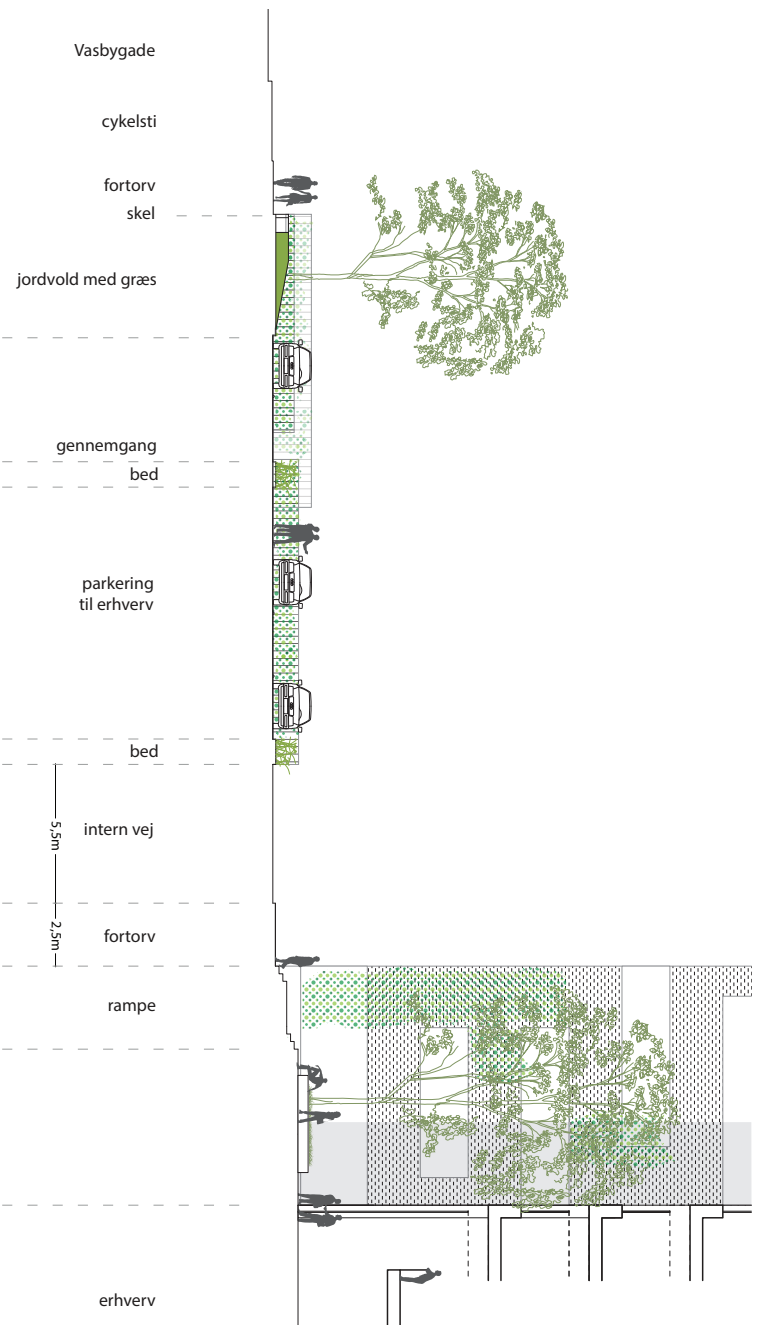 Vasbygade
cykelsti
fortorv
skel
jordvold med græs
gennemgang
bed
parkering
til erhverv
bed
5,5m
intern vej
2,5m
fortorv
rampe
erhverv